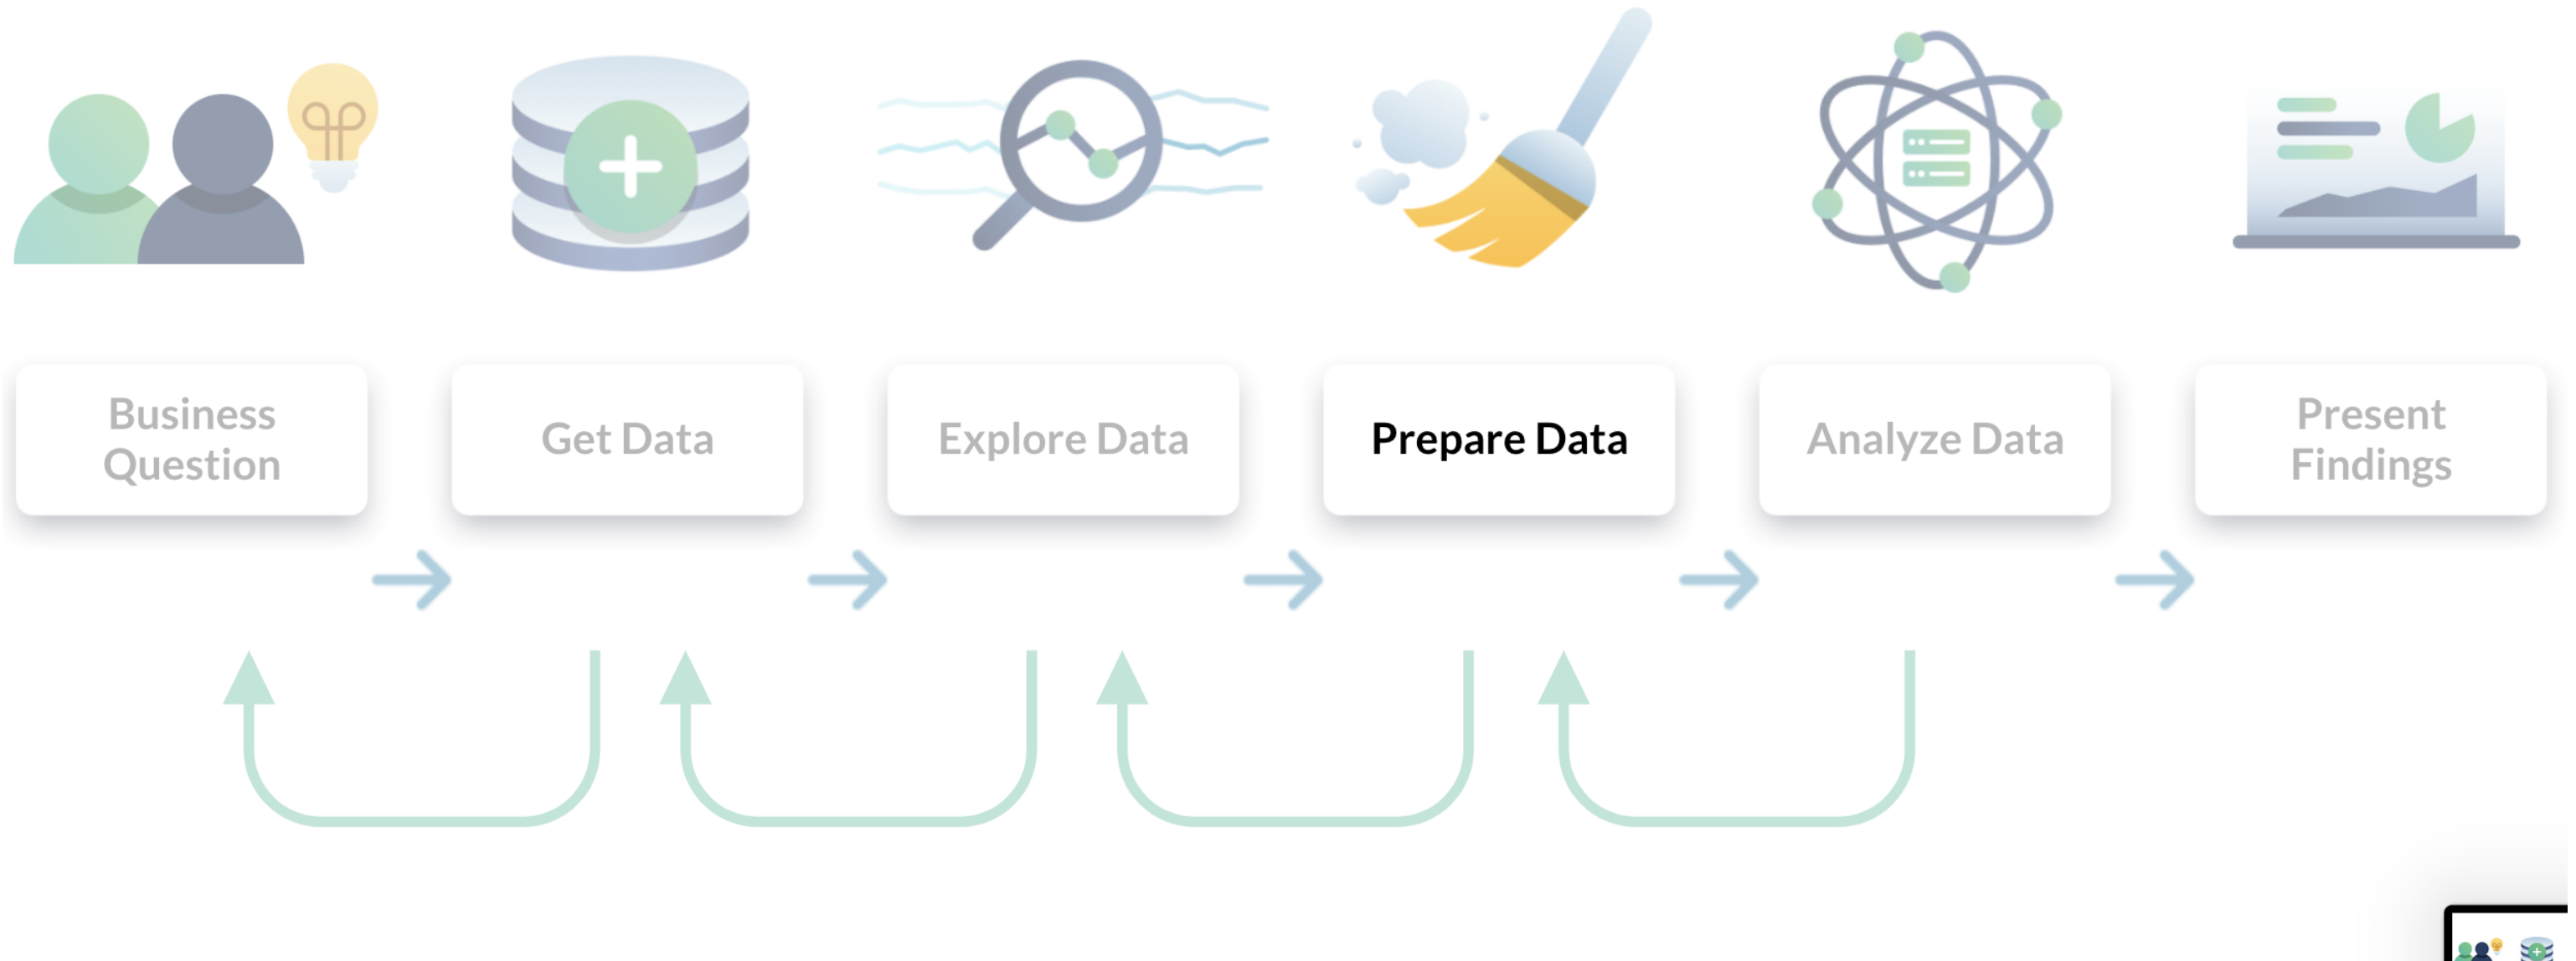 Business
Question
Get Data
Explore Data
Prepare Data
Analyze Data
Present
Findings